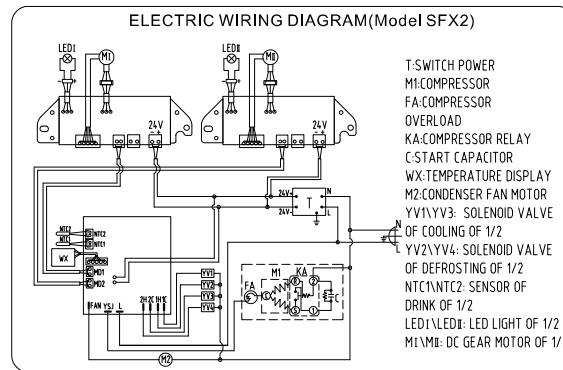 ELECTRIC WIRING DIAGRAM(Model SFX2)
LEDⅠ
MⅠ
LEDⅡ
MⅡ
- +
- +
24V
- +
24V
- +
T:SWITCH POWER
M1:COMPRESSOR
FA:COMPRESSOR
OVERLOAD
KA:COMPRESSOR RELAY
C:START CAPACITOR
WX:TEMPERATURE DISPLAY
M2:CONDENSER FAN MOTOR
YV1\YV3: SOLENOID VALVE
OF COOLING OF 1/2
YV2\YV4: SOLENOID VALVE
OF DEFROSTING OF 1/2
NTC1\NTC2: SENSOR OF
DRINK OF 1/2
LEDⅠ\LEDⅡ: LED LIGHT OF 1/2
MⅠ\MⅡ: DC GEAR MOTOR OF 1/
24V+
24V-
T
N
L
N
L
NTC2
NTC1
NTC2
NTC1
WX
MD1
MD2
FAN YSJ L
2H 2C 1H 1C
YV1
YV2
YV3
YV4
FA
M1
C
KA
C
M2